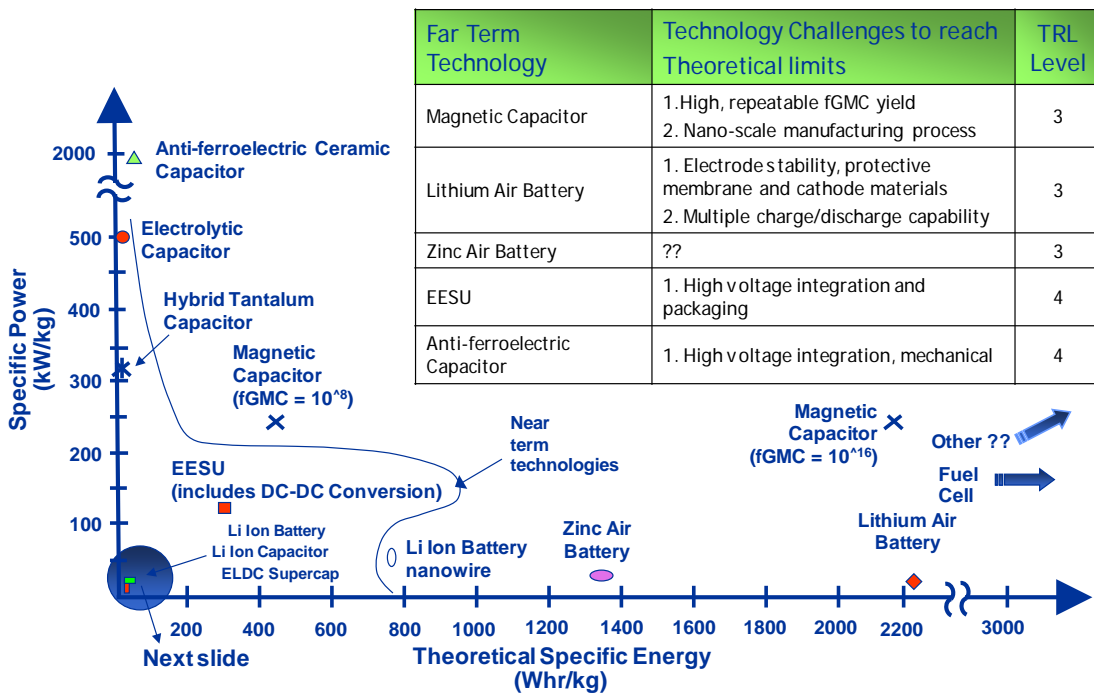 Far Term
Technology
Technology Challenges to reach
Theoretical limits
TRL
Level
Magnetic Capacitor
1.High, repeatable fGMC yield
2. Nano-scale manufacturing process
3
Lithium Air Battery
1. Electrode stability, protective
membrane and cathode materials
2. Multiple charge/discharge capability
3
Zinc Air Battery
??
3
EESU
1. High voltage integration and
packaging
4
Anti-ferroelectric
Capacitor
1. High voltage integration, mechanical
4
Specific Power
(kW/kg)
2000
500
400
300
200
100
Anti-ferroelectric Ceramic
Capacitor
Electrolytic
Capacitor
Hybrid Tantalum
Capacitor
Magnetic
Capacitor
(fGMC = 10^8)
Near
term
technologies
Magnetic
Capacitor
(fGMC = 10^16)
Other ??
Fuel
Cell
EESU
(includes DC-DC Conversion)
Li Ion Battery
Li Ion Capacitor
ELDC Supercap
Li Ion Battery
nanowire
Zinc Air
Battery
Lithium Air
Battery
200
400
600
800
1000
1200
1400
1600
1800
2000
2200
3000
Next slide
Theoretical Specific Energy
(Whr/kg)